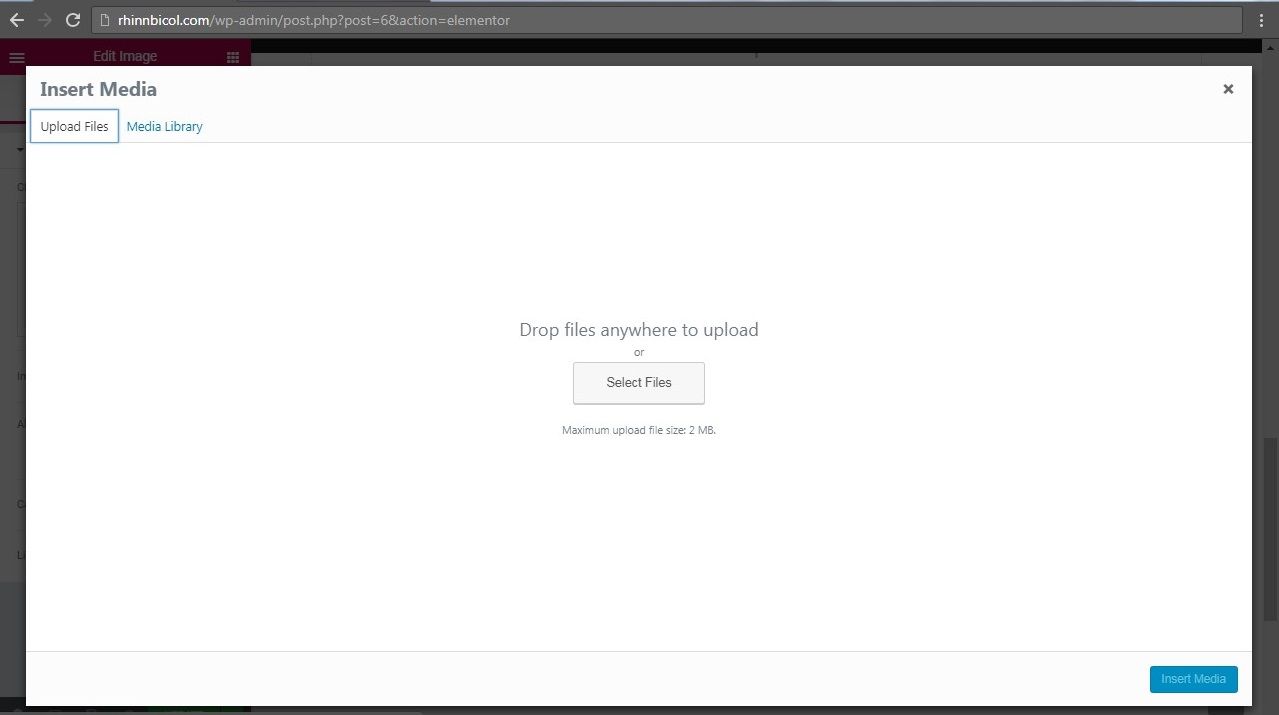 rhinnbicol.com/wp-admin/post.php?post=6&action=elementor
Edit Image
Insert Media
Upload Files
Media Library
Drop files anywhere to upload
or
Select Files
Maximum upload file size: 2 MB.
Insert Media